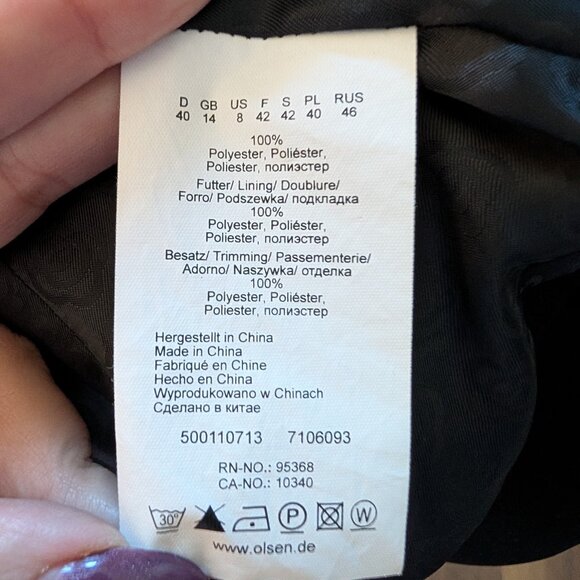 D GB US F S PL RUS
40 14 8 42 42 40 46
100%
Polyester, Poliéster,
Poliester, полиэстер
Futter/ Lining/ Doublure/
Forro/ Podszewka/ подкладка
100%
Polyester, Poliéster,
Poliester, полиэстер
Besatz/ Trimming/ Passementerie/
Adorno/ Naszywka/ отделка
100%
Polyester, Poliéster,
Poliester, полиэстер
Hergestellt in China
Made in China
Fabriqué en Chine
Hecho en China
Wyprodukowano w Chinach
Сделано в китае
500110713 7106093
RN-NO.: 95368
CA-NO.: 10340
30° P W
www.olsen.de